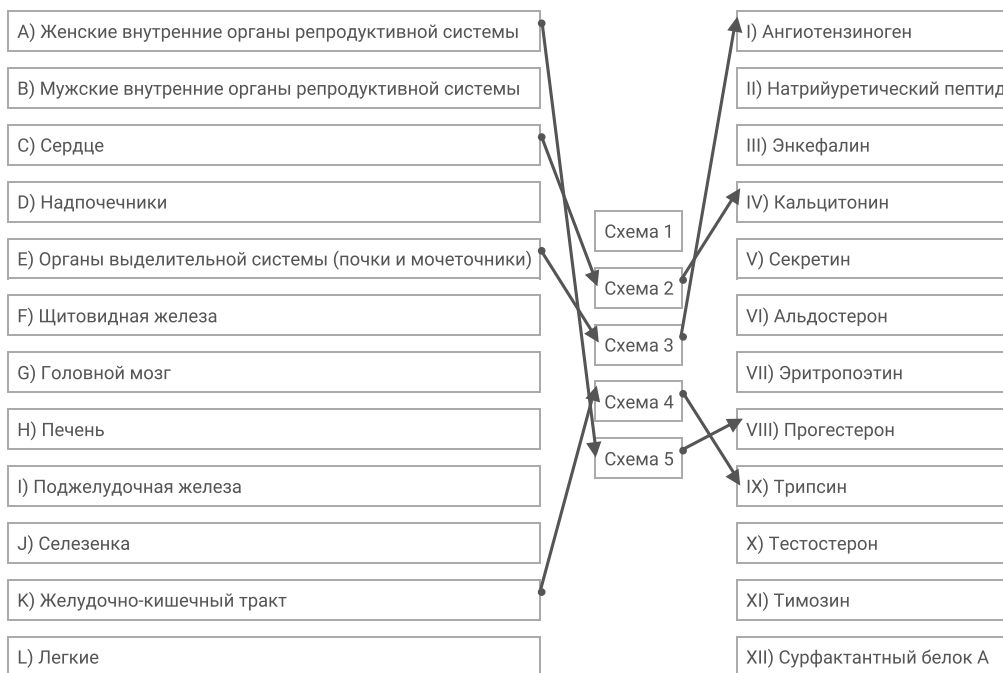 A) Женские внутренние органы репродуктивной системы
B) Мужские внутренние органы репродуктивной системы
C) Сердце
D) Надпочечники
E) Органы выделительной системы (почки и мочеточники)
F) Щитовидная железа
G) Головной мозг
H) Печень
I) Поджелудочная железа
J) Селезенка
K) Желудочно-кишечный тракт
L) Легкие
Схема 1
Схема 2
Схема 3
Схема 4
Схема 5
I) Ангиотензиноген
II) Натрийуретический пептид
III) Энкефалин
IV) Кальцитонин
V) Секретин
VI) Альдостерон
VII) Эритропоэтин
VIII) Прогестерон
IX) Трипсин
X) Тестостерон
XI) Тимозин
XII) Сурфактантный белок А